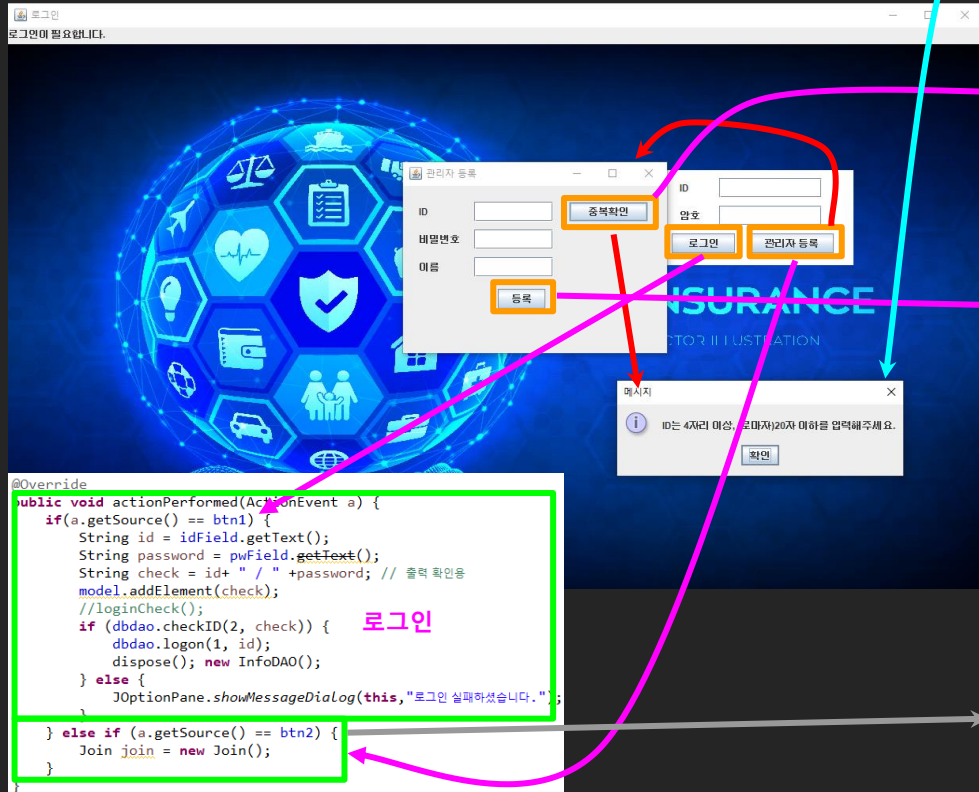 로그인
로그인이 필요합니다.
관리자 등록
ID
중복확인
비밀번호
이름
등록
ID
암호
로그인
관리자 등록
NSURANCE
CTOR ILLUSTRATION
메시지
ID는 4자리 이상, 로마자)20자 이하를 입력해주세요.
확인
@Override
public void actionPerformed(ActionEvent a) {
if(a.getSource() == btn1) {
String id = idField.getText();
String password = pwField.getText();
String check = id+ " / " +password; // 출력 확인용
model.addElement(check);
//loginCheck();
if (dbdao.checkID(2, check)) {
로그인
dbdao.logon(1, id);
dispose(); new InfoDAO();
} else {
JOptionPane.showMessageDialog(this,"로그인 실패하셨습니다.");
}
} else if (a.getSource() == btn2) {
Join join = new Join();
}
}